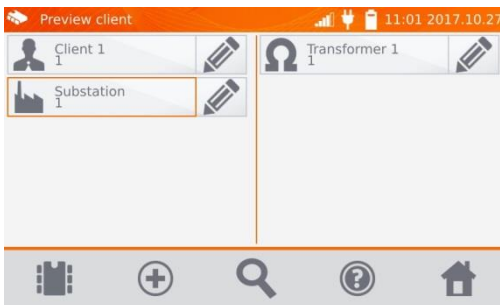 Preview client
11:01 2017.10.27
Client 1
1
Transformer 1
1
Substation
1